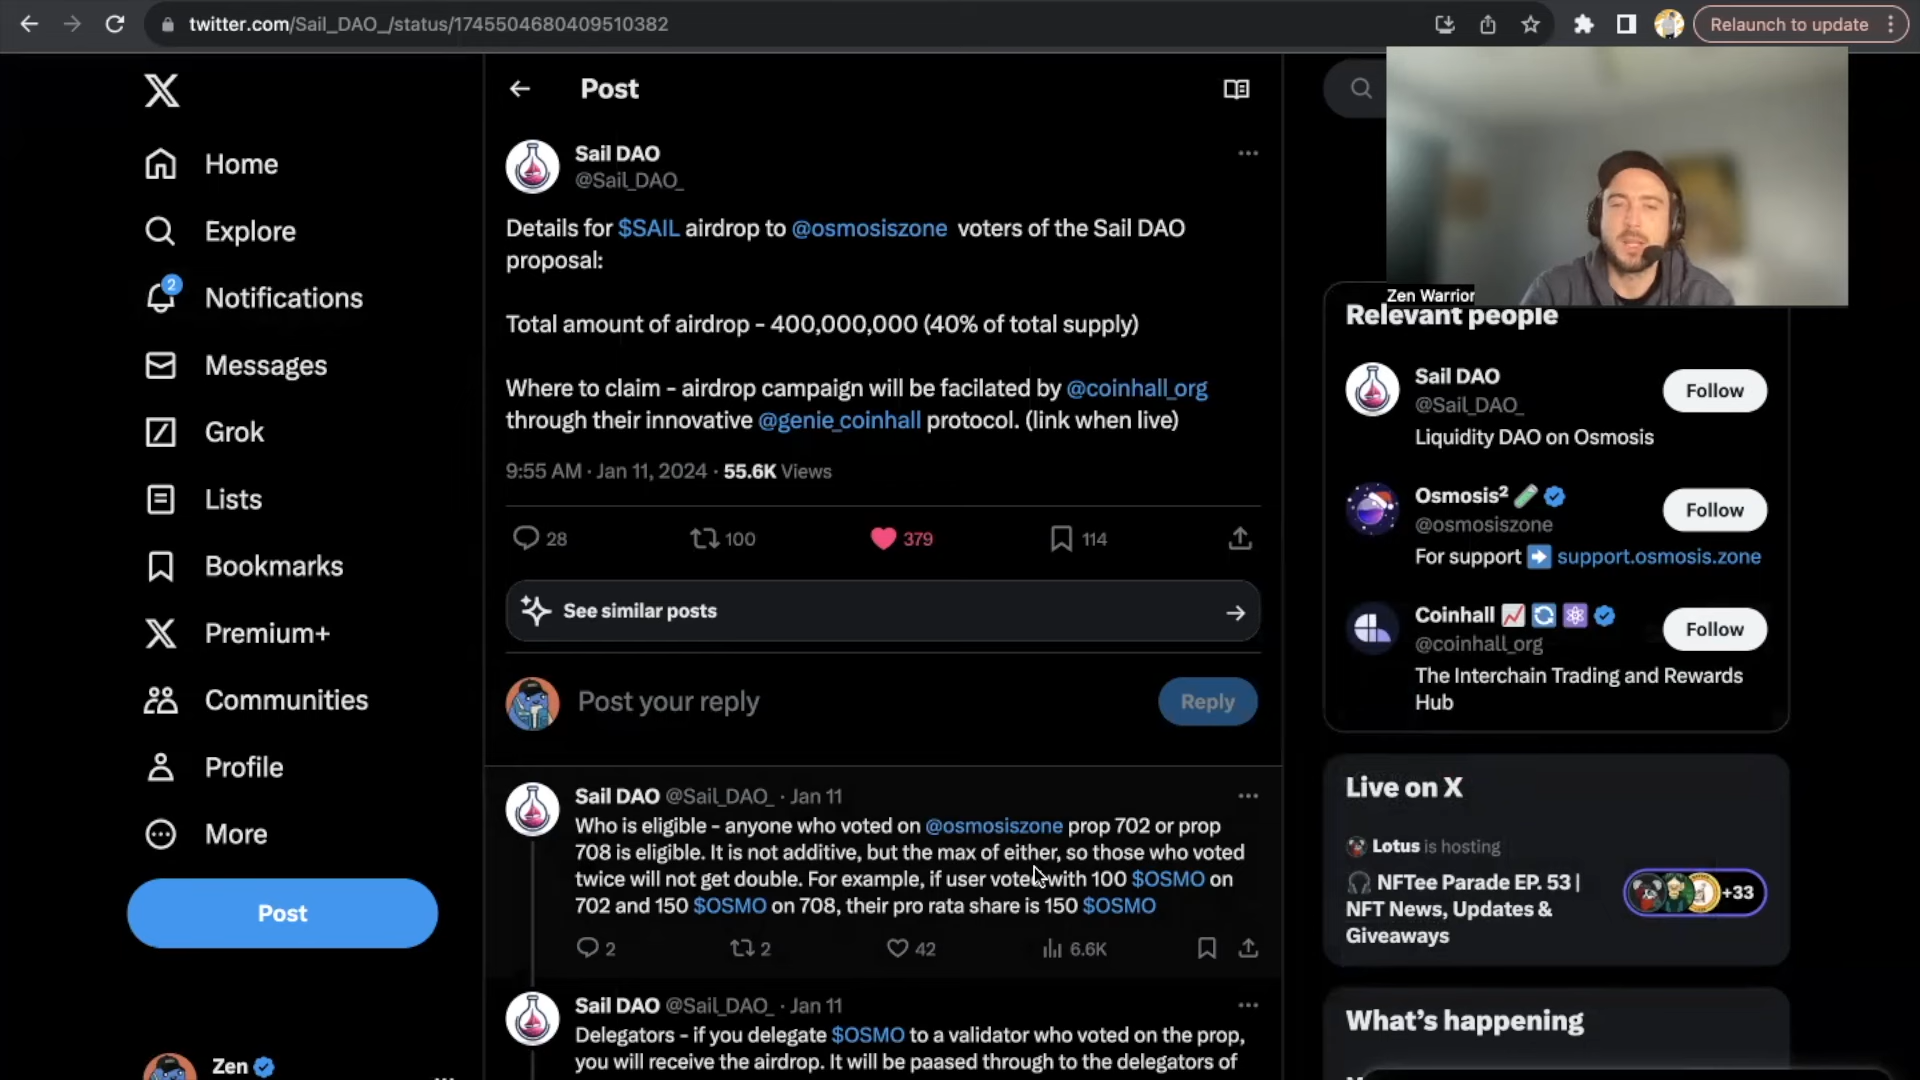 twitter.com/Sail_DAO_/status/1745504680409510382
Relaunch to update
Home
Explore
2
Notifications
Messages
Grok
Lists
Bookmarks
Premium+
Communities
Profile
More
Post
Zen
Post
Sail DAO
@Sail_DAO_
Details for $SAIL airdrop to @osmosiszone voters of the Sail DAO
proposal:
Total amount of airdrop - 400,000,000 (40% of total supply)
Where to claim - airdrop campaign will be facilated by @coinhall_org
through their innovative @genie_coinhall protocol. (link when live)
9:55 AM · Jan 11, 2024 · 55.6K Views
28 100 379 114
See similar posts
Post your reply
Reply
Sail DAO @Sail_DAO_ · Jan 11
Who is eligible - anyone who voted on @osmosiszone prop 702 or prop
708 is eligible. It is not additive, but the max of either, so those who voted
twice will not get double. For example, if user voted with 100 $OSMO on
702 and 150 $OSMO on 708, their pro rata share is 150 $OSMO
2 2 42 6.6K
Sail DAO @Sail_DAO_ · Jan 11
Delegators - if you delegate $OSMO to a validator who voted on the prop,
you will receive the airdrop. It will be paased through to the delegators of
Zen Warrior
Relevant people
Sail DAO
Follow
@Sail_DAO_
Liquidity DAO on Osmosis
Osmosis²
Follow
@osmosiszone
For support ➡️ support.osmosis.zone
Coinhall
Follow
@coinhall_org
The Interchain Trading and Rewards
Hub
Live on X
Lotus is hosting
NFTee Parade EP. 53 |
NFT News, Updates &
Giveaways
+33
What's happening